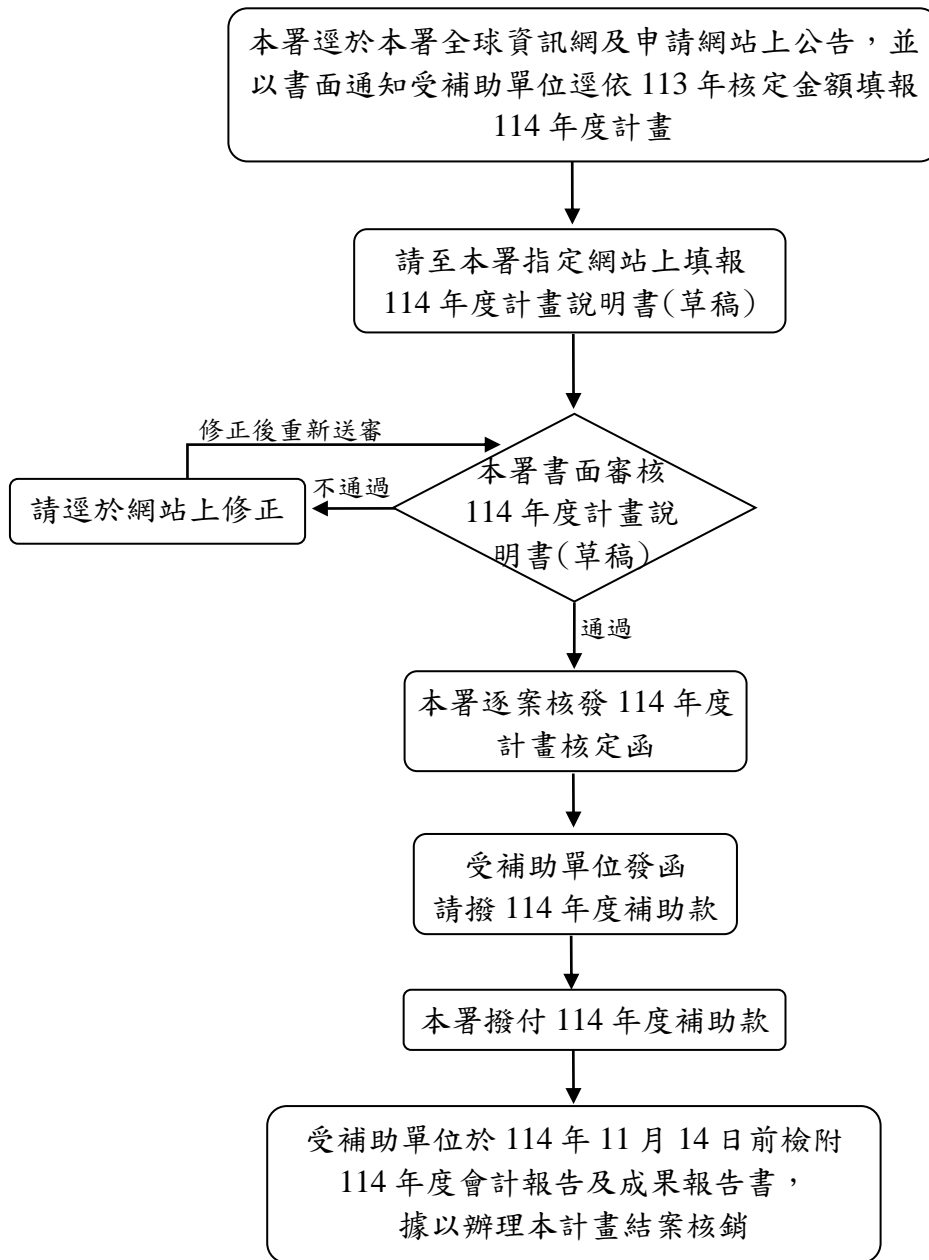 本署逕於本署全球資訊網及申請網站上公告，並
以書面通知受補助單位逕依 113 年核定金額填報
114 年度計畫
請至本署指定網站上填報
114 年度計畫說明書(草稿)
修正後重新送審
本署書面審核
114 年度計畫說
明書(草稿)
不通過
請逕於網站上修正
通過
本署逐案核發 114 年度
計畫核定函
受補助單位發函
請撥 114 年度補助款
本署撥付 114 年度補助款
受補助單位於 114 年 11 月 14 日前檢附
114 年度會計報告及成果報告書，
據以辦理本計畫結案核銷